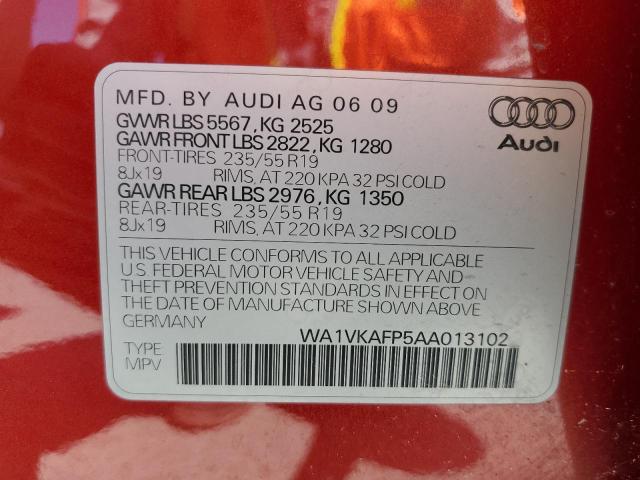 MFD. BY AUDI AG 06 09
GVWR LBS 5567, KG 2525
GAWR FRONT LBS 2822, KG 1280
FRONT-TIRES 235/55 R19
8Jx19 RIMS, AT 220 KPA 32 PSI COLD
GAWR REAR LBS 2976, KG 1350
REAR-TIRES 235/55 R19
8Jx19 RIMS, AT 220 KPA 32 PSI COLD
Audi
THIS VEHICLE CONFORMS TO ALL APPLICABLE
U.S. FEDERAL MOTOR VEHICLE SAFETY AND
THEFT PREVENTION STANDARDS IN EFFECT ON
THE DATE OF MANUFACTURE SHOWN ABOVE.
GERMANY WA1VKAFP5AA013102
TYPE
MPV